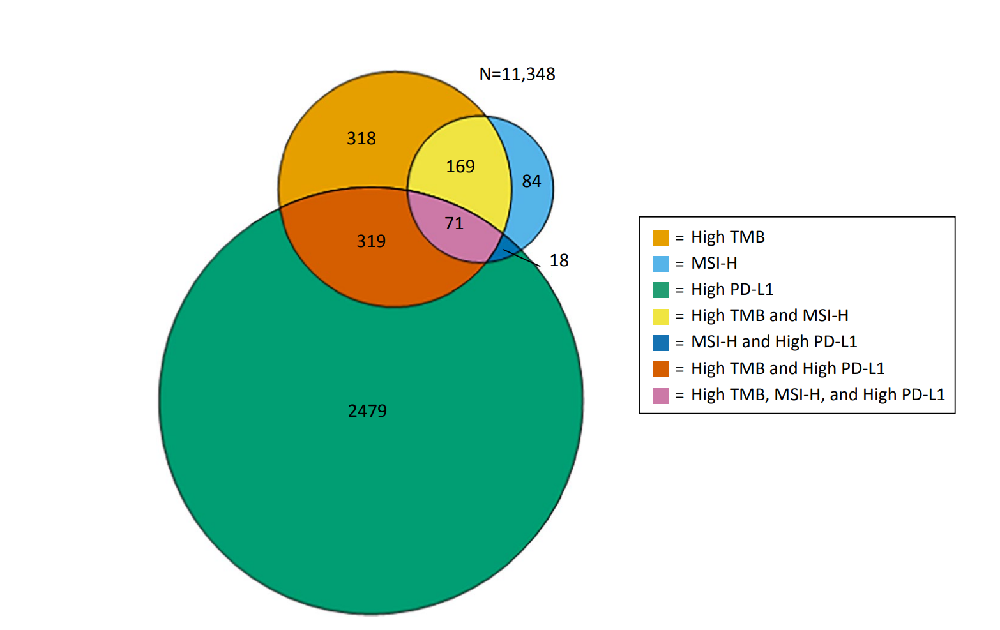 N=11,348
318
169
84
71
319
18
2479
= High TMB
= MSI-H
= High PD-L1
= High TMB and MSI-H
= MSI-H and High PD-L1
= High TMB and High PD-L1
= High TMB, MSI-H, and High PD-L1